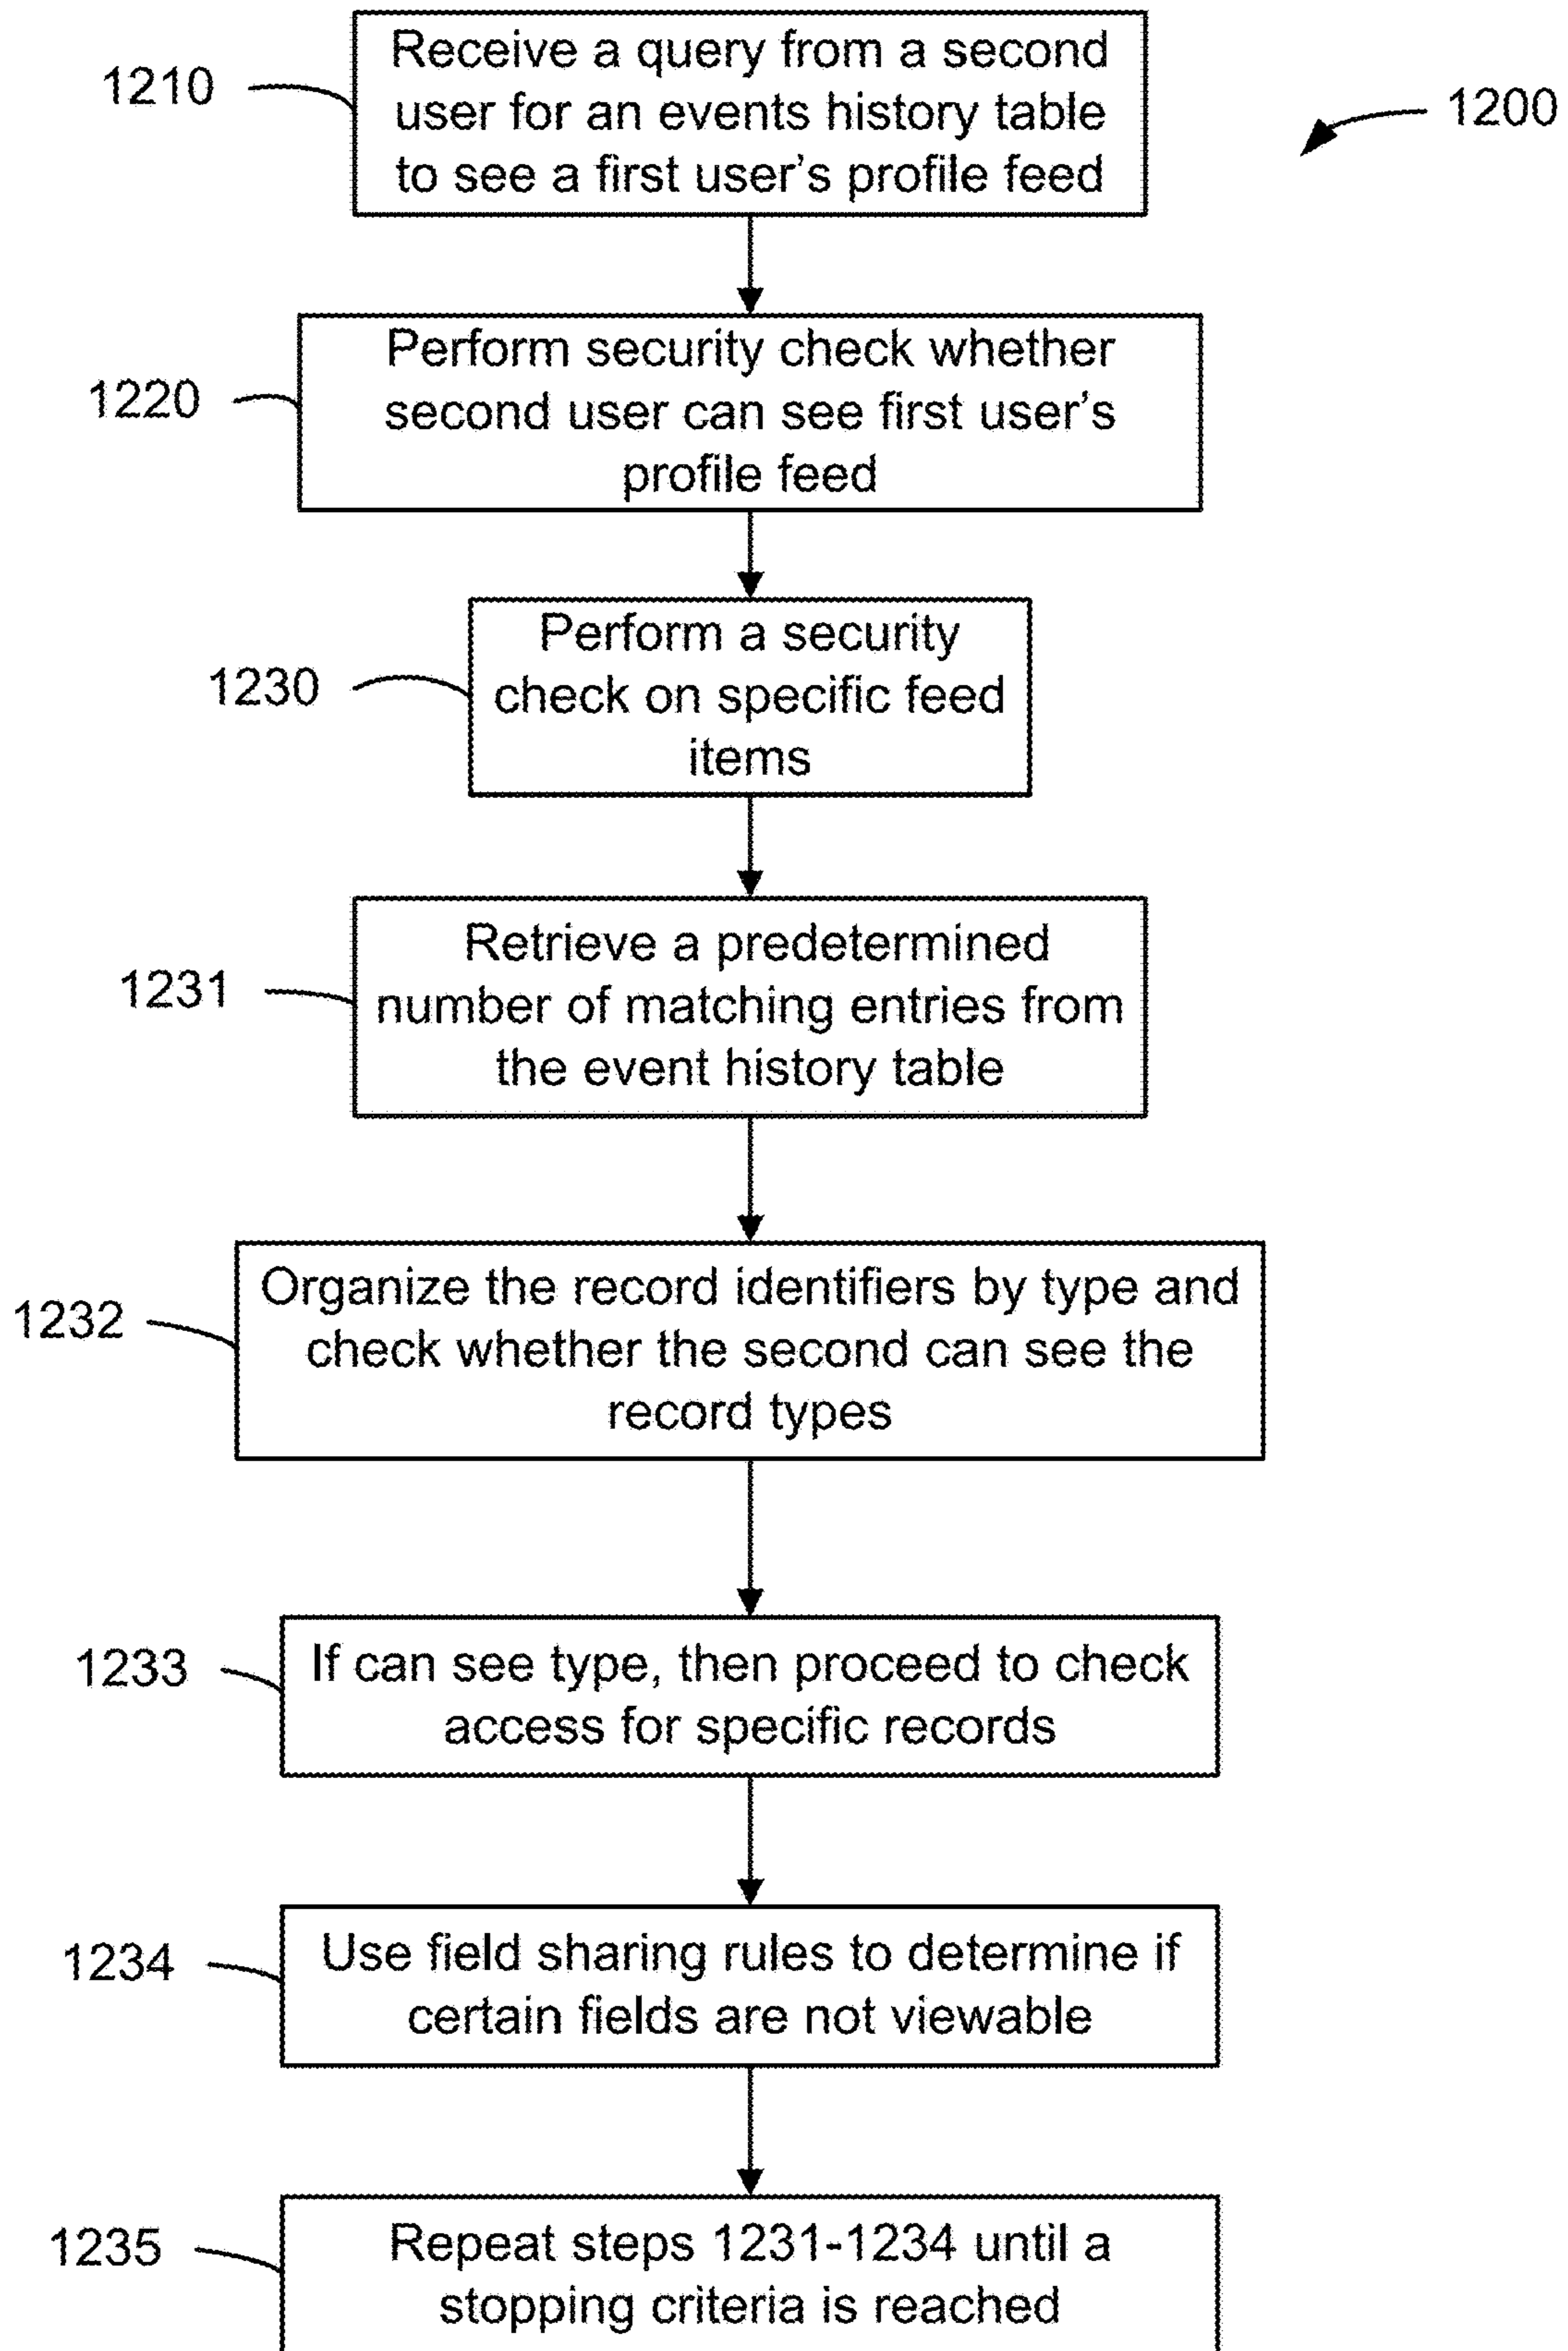 1200
1210
Receive a query from a second
user for an events history table
to see a first user's profile feed
1220
Perform security check whether
second user can see first user's
profile feed
1230
Perform a security
check on specific feed
items
1231
Retrieve a predetermined
number of matching entries from
the event history table
1232
Organize the record identifiers by type and
check whether the second can see the
record types
1233
If can see type, then proceed to check
access for specific records
1234
Use field sharing rules to determine if
certain fields are not viewable
1235
Repeat steps 1231-1234 until a
stopping criteria is reached